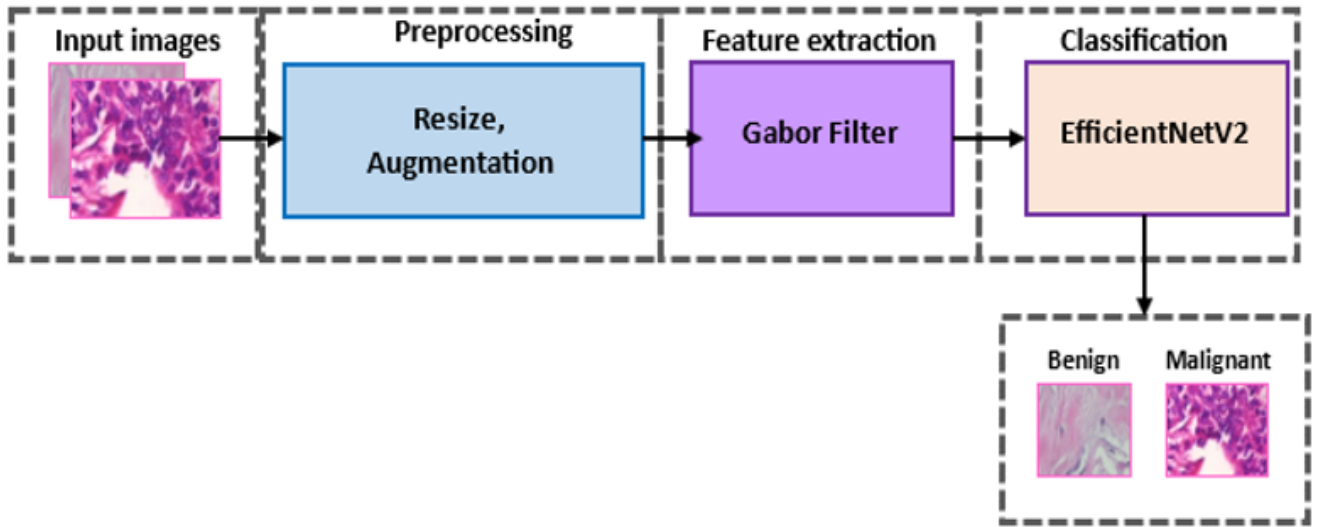 Input images
Preprocessing
Feature extraction
Classification
Resize,
Augmentation
Gabor Filter
EfficientNetV2
Benign
Malignant